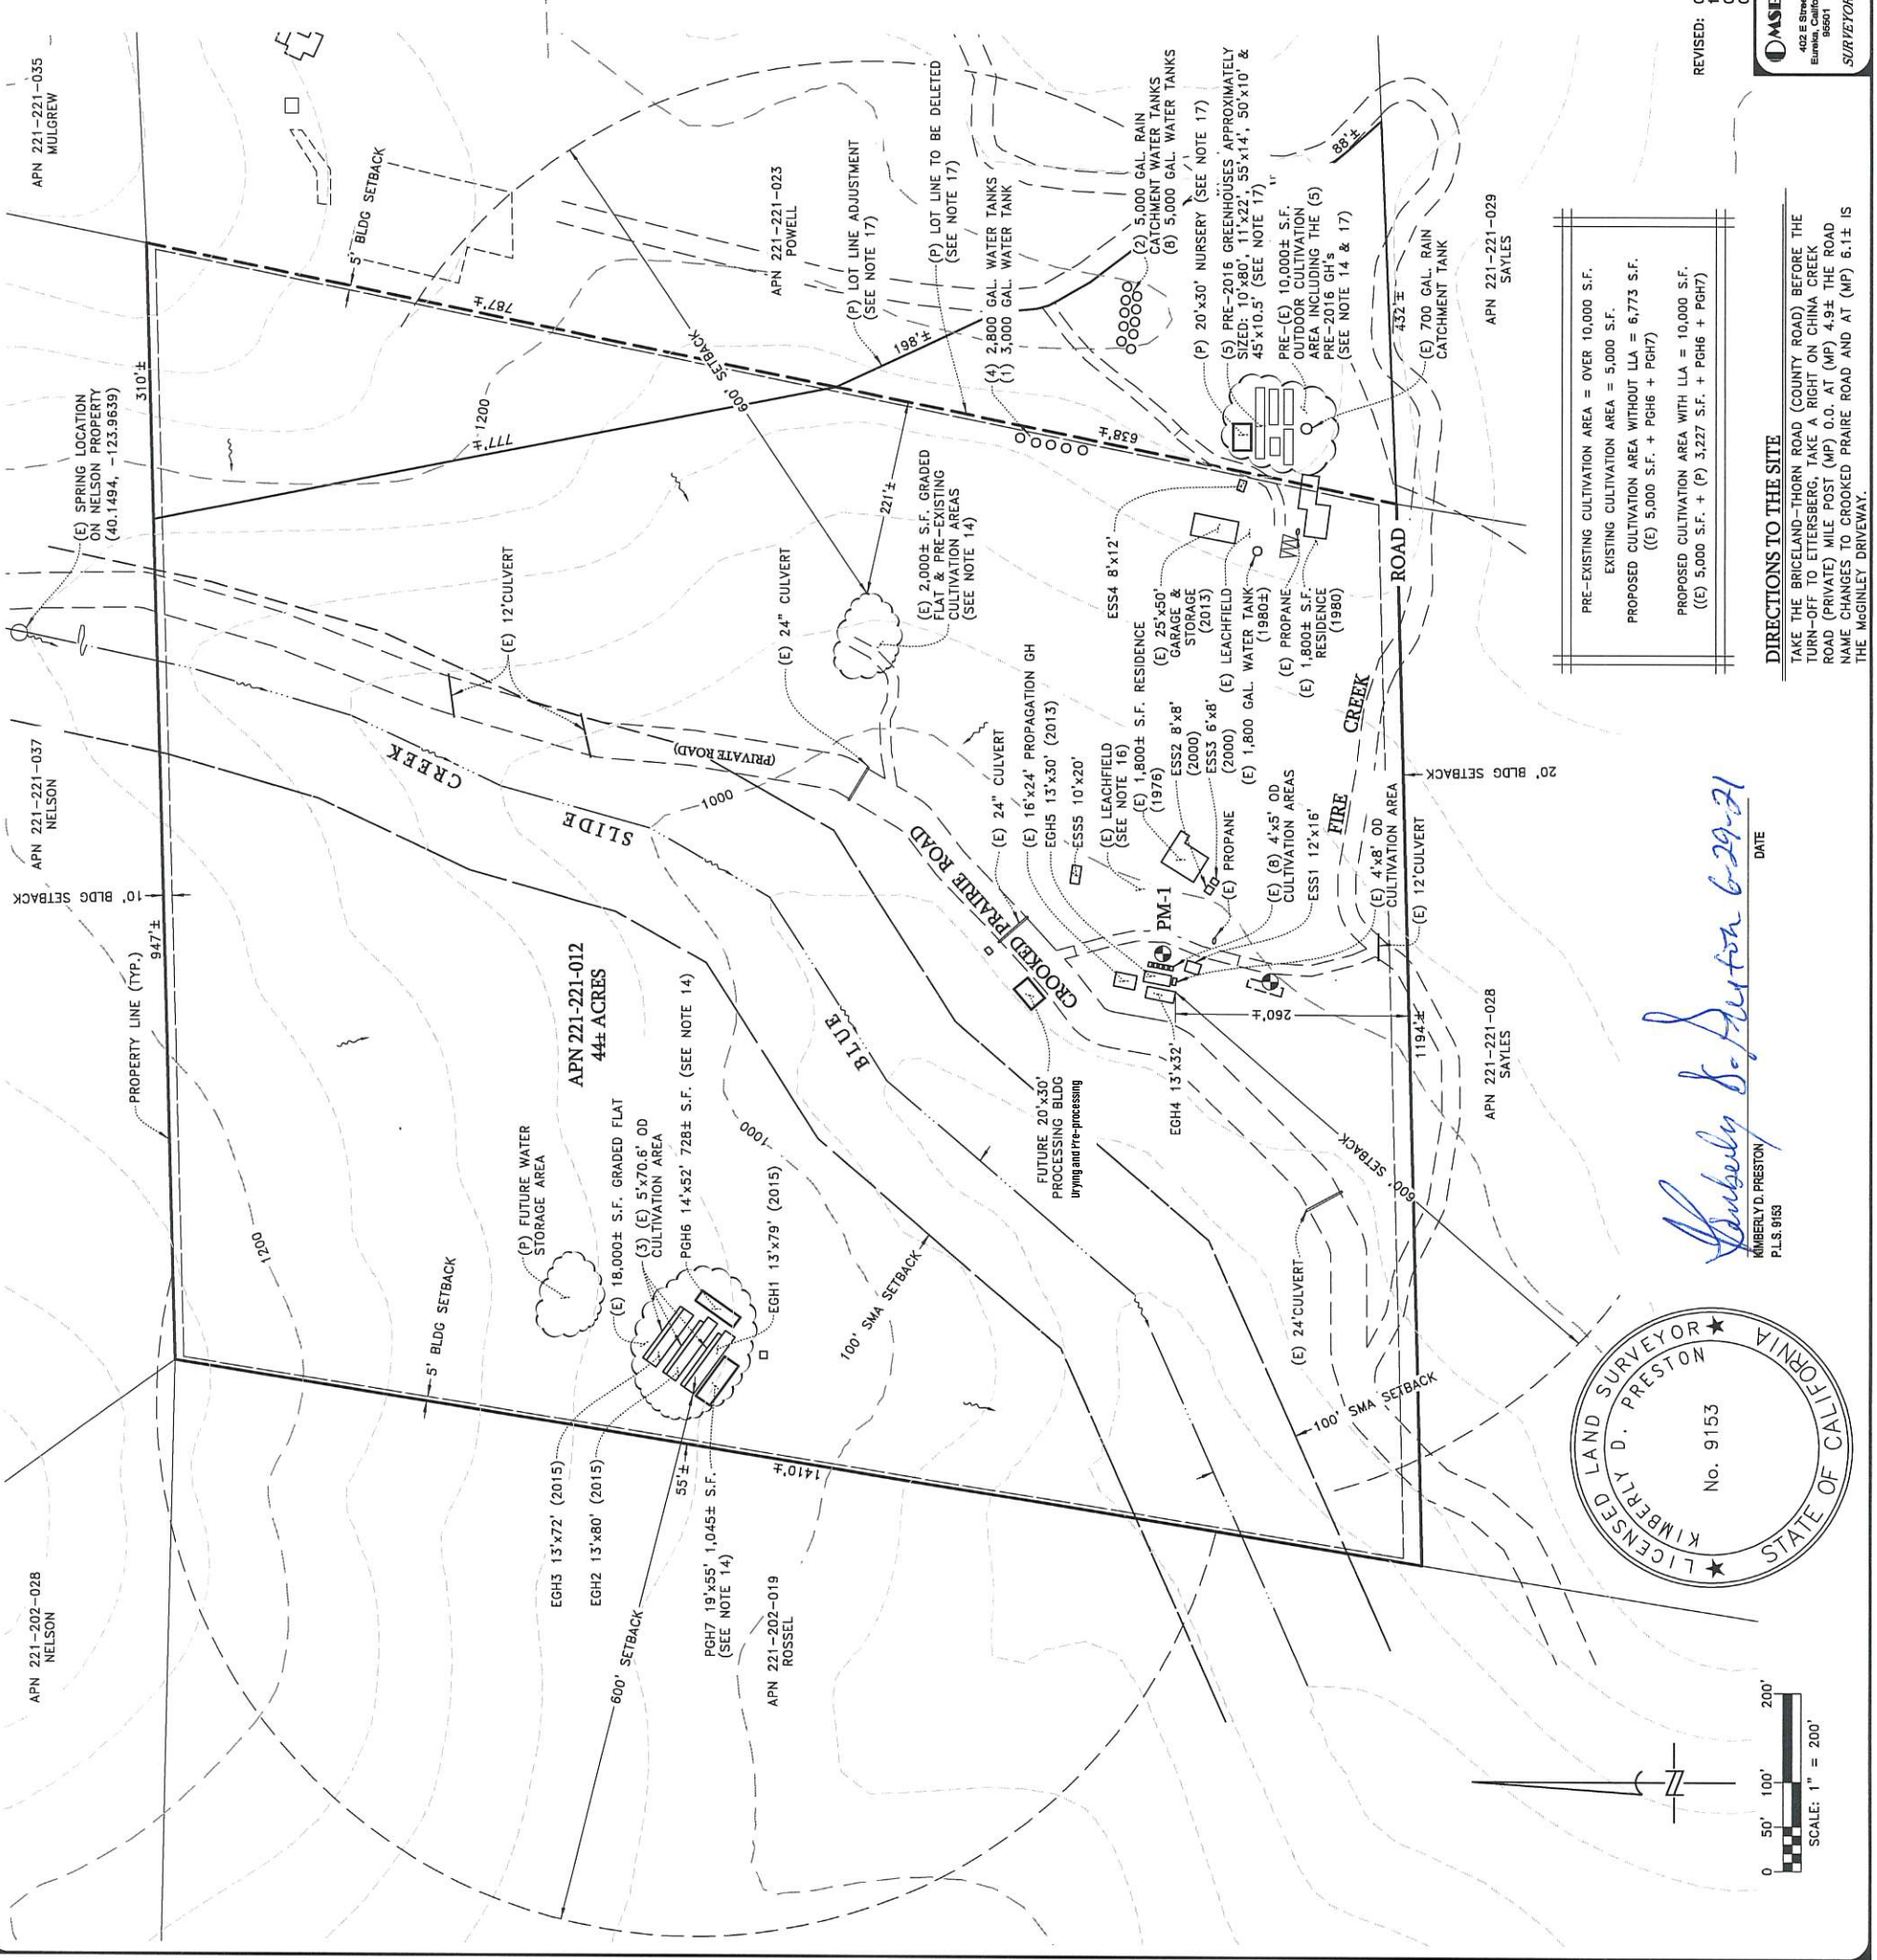 APN 221-221-035
MULGREW
(E) SPRING LOCATION
ON NELSON PROPERTY
(40.1494, -123.9639)
310'±
5' BLDG SETBACK
787'±
APN 221-221-023
POWELL
(P) LOT LINE ADJUSTMENT
(SEE NOTE 17)
(P) LOT LINE TO BE DELETED
(SEE NOTE 17)
198'±
777'±
1200
600' SETBACK
221'±
(4) 2,800 GAL. WATER TANKS
(1) 3,000 GAL. WATER TANK
638'±
(2) 5,000 GAL. RAIN
CATCHMENT WATER TANKS
(8) 5,000 GAL. WATER TANKS
(P) 20'x30' NURSERY (SEE NOTE 17)
(5) PRE-2016 GREENHOUSES APPROXIMATELY
SIZED: 10'x80', 11'x22', 55'x14', 50'x10' &
45'x10.5' (SEE NOTE 17)
PRE-(E) 10,000± S.F.
OUTDOOR CULTIVATION
AREA INCLUDING THE (5)
PRE-2016 GH's
(SEE NOTE 14 & 17)
88'±
432'±
(E) 700 GAL. RAIN
CATCHMENT TANK
APN 221-221-029
SAYLES
APN 221-221-037
NELSON
10' BLDG SETBACK
947'±
PROPERTY LINE (TYP.)
(E) 12'CULVERT
(E) 24" CULVERT
(E) 2,000± S.F. GRADED
FLAT & PRE-EXISTING
CULTIVATION AREAS
(SEE NOTE 14)
(PRIVATE ROAD)
CROOKED PRAIRIE ROAD
BLUE SLIDE CREEK
1000
(E) 24" CULVERT
(E) 16'x24' PROPAGATION GH
EGH5 13'x30' (2013)
ESS5 10'x20'
(E) LEACHFIELD
(SEE NOTE 16)
(E) 1,800± S.F. RESIDENCE
(1976)
ESS2 8'x8'
(2000)
ESS3 6'x8'
(2000)
(E) PROPANE
(E) (8) 4'x5' OD
CULTIVATION AREAS
ESS1 12'x16'
(E) 4'x8' OD
CULTIVATION AREA
(E) 12'CULVERT
PM-1
ESS4 8'x12'
(E) 25'x50'
GARAGE &
STORAGE
(2013)
(E) LEACHFIELD
(E) 1,800 GAL. WATER TANK
(1980±)
(E) PROPANE
(E) 1,800± S.F.
RESIDENCE
(1980)
FIRE CREEK ROAD
20' BLDG SETBACK
260'±
1194'±
APN 221-221-028
SAYLES
EGH4 13'x32'
FUTURE 20'x30'
PROCESSING BLDG
Drying and Pre-processing
600' SETBACK
(E) 24'CULVERT
100' SMA SETBACK
APN 221-221-012
44± ACRES
(P) FUTURE WATER
STORAGE AREA
(E) 18,000± S.F. GRADED FLAT
(3) (E) 5'x70.6' OD
CULTIVATION AREA
PGH6 14'x52' 728± S.F. (SEE NOTE 14)
EGH1 13'x79' (2015)
1000
100' SMA SETBACK
1200
5' BLDG SETBACK
EGH3 13'x72' (2015)
EGH2 13'x80' (2015)
55'±
1410'±
PGH7 19'x55' 1,045± S.F.
(SEE NOTE 14)
600' SETBACK
APN 221-202-019
ROSSEL
APN 221-202-028
NELSON
PRE-EXISTING CULTIVATION AREA = OVER 10,000 S.F.
EXISTING CULTIVATION AREA = 5,000 S.F.
PROPOSED CULTIVATION AREA WITHOUT LLA = 6,773 S.F.
((E) 5,000 S.F. + PGH6 + PGH7)
PROPOSED CULTIVATION AREA WITH LLA = 10,000 S.F.
((E) 5,000 S.F. + (P) 3,227 S.F. + PGH6 + PGH7)
DIRECTIONS TO THE SITE
TAKE THE BRICELAND-THORN ROAD (COUNTY ROAD) BEFORE THE
TURN-OFF TO ETTERSBERG, TAKE A RIGHT ON CHINA CREEK
ROAD (PRIVATE) MILE POST (MP) 0.0. AT (MP) 4.9± THE ROAD
NAME CHANGES TO CROOKED PRAIRE ROAD AND AT (MP) 6.1± IS
THE McGINLEY DRIVEWAY.
Kimberly D. Preston 6-29-21
KIMBERLY D. PRESTON
P.L.S. 9153
DATE
LICENSED LAND SURVEYOR
KIMBERLY D. PRESTON
No. 9153
STATE OF CALIFORNIA
0 50' 100' 200'
SCALE: 1" = 200'
REVISED:
OMSB
402 E Stree
Eureka, Califo
95501
SURVEYOR